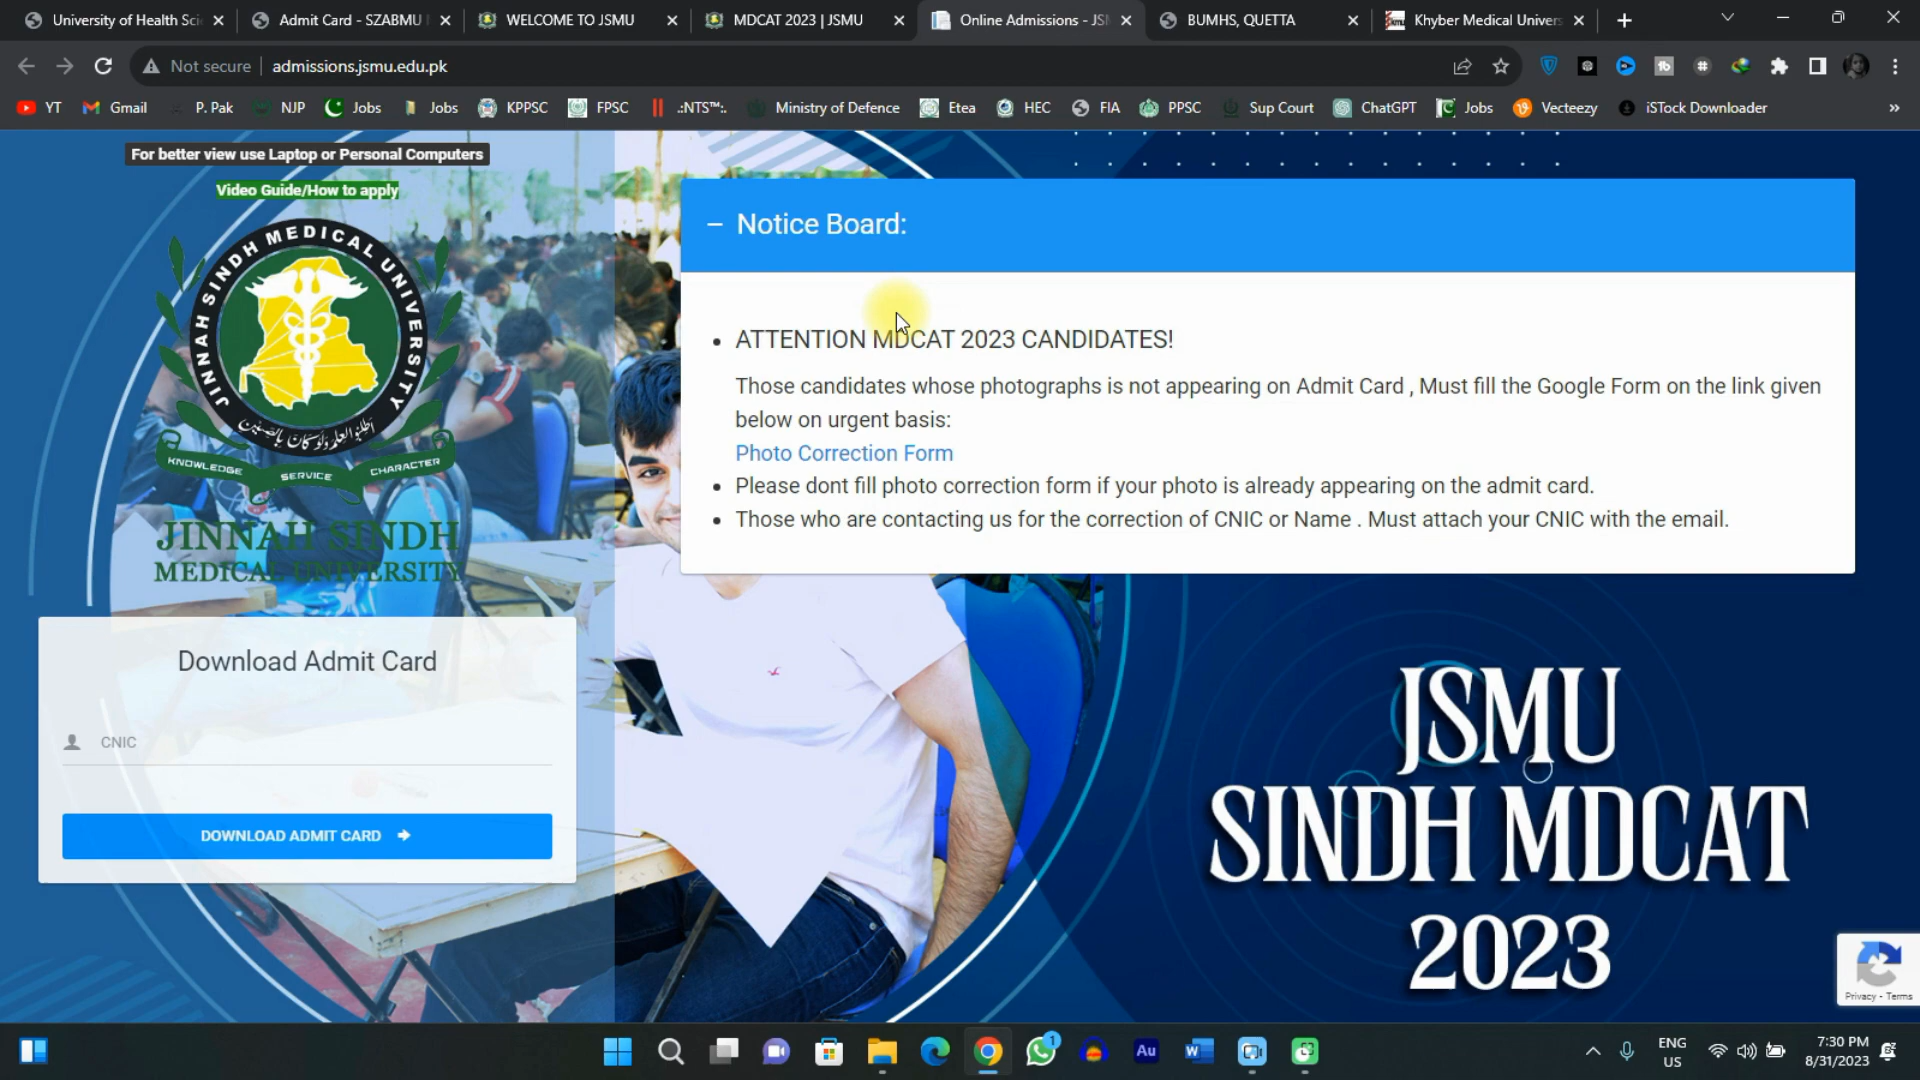 University of Health Sci
Admit Card - SZABMU
WELCOME TO JSMU
MDCAT 2023 | JSMU
Online Admissions - JS
BUMHS, QUETTA
Khyber Medical Univers
Not secure
admissions.jsmu.edu.pk
YT
Gmail
P. Pak
NJP
Jobs
Jobs
KPPSC
FPSC
.:NTS™:.
Ministry of Defence
Etea
HEC
FIA
PPSC
Sup Court
ChatGPT
Jobs
Vecteezy
iSTock Downloader
For better view use Laptop or Personal Computers
Video Guide/How to apply
JINNAH SINDH MEDICAL UNIVERSITY
KNOWLEDGE
SERVICE
CHARACTER
JINNAH SINDH
MEDICAL UNIVERSITY
Download Admit Card
CNIC
DOWNLOAD ADMIT CARD
– Notice Board:
• ATTENTION MDCAT 2023 CANDIDATES!
Those candidates whose photographs is not appearing on Admit Card , Must fill the Google Form on the link given
below on urgent basis:
Photo Correction Form
• Please dont fill photo correction form if your photo is already appearing on the admit card.
• Those who are contacting us for the correction of CNIC or Name . Must attach your CNIC with the email.
JSMU
SINDH MDCAT
2023
Privacy - Terms
Au
W
1
ENG
US
7:30 PM
8/31/2023